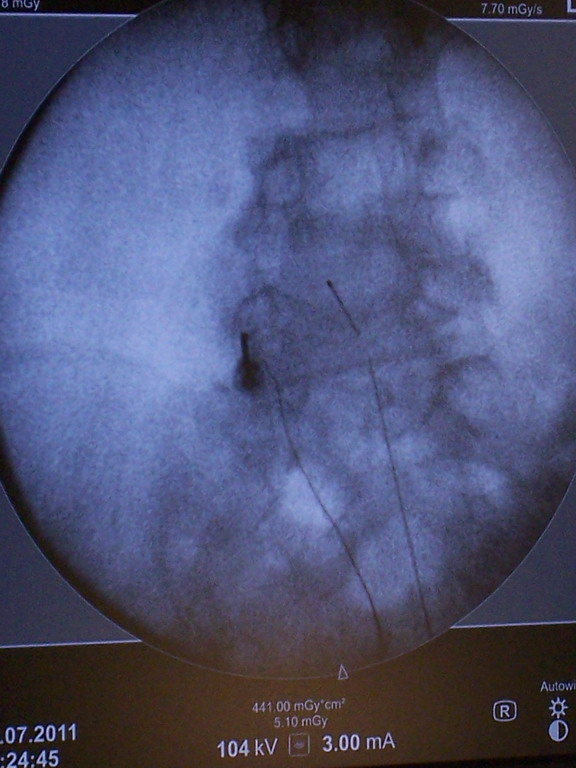 8 mGy
7.70 mGy/s
441.00 mGy*cm²
5.10 mGy
104 kV
3.00 mA
R
Autowi
.07.2011
:24:45